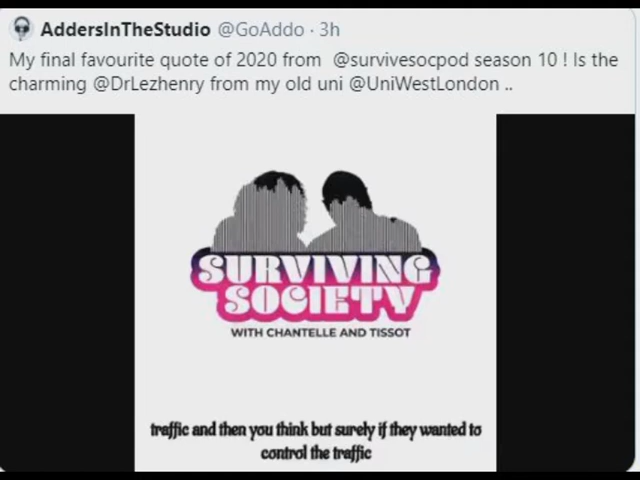 AddersInTheStudio @GoAddo · 3h
My final favourite quote of 2020 from @survivesocpod season 10 ! Is the
charming @DrLezhenry from my old uni @UniWestLondon ..
SURVIVING
SOCIETY
WITH CHANTELLE AND TISSOT
traffic and then you think but surely if they wanted to
control the traffic